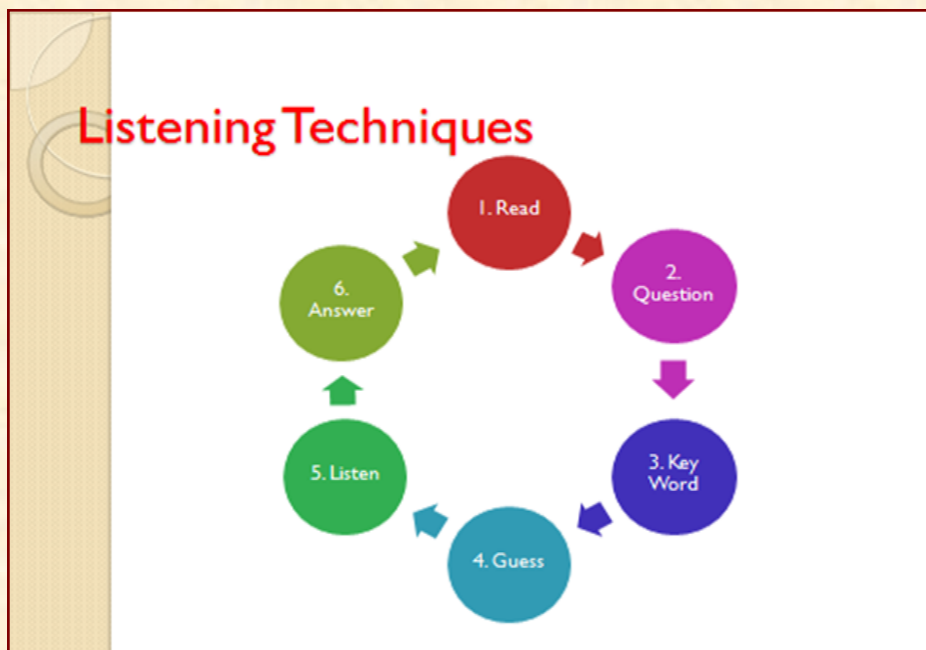 Listening Techniques
1. Read
2.
Question
3. Key
Word
4. Guess
5. Listen
6.
Answer